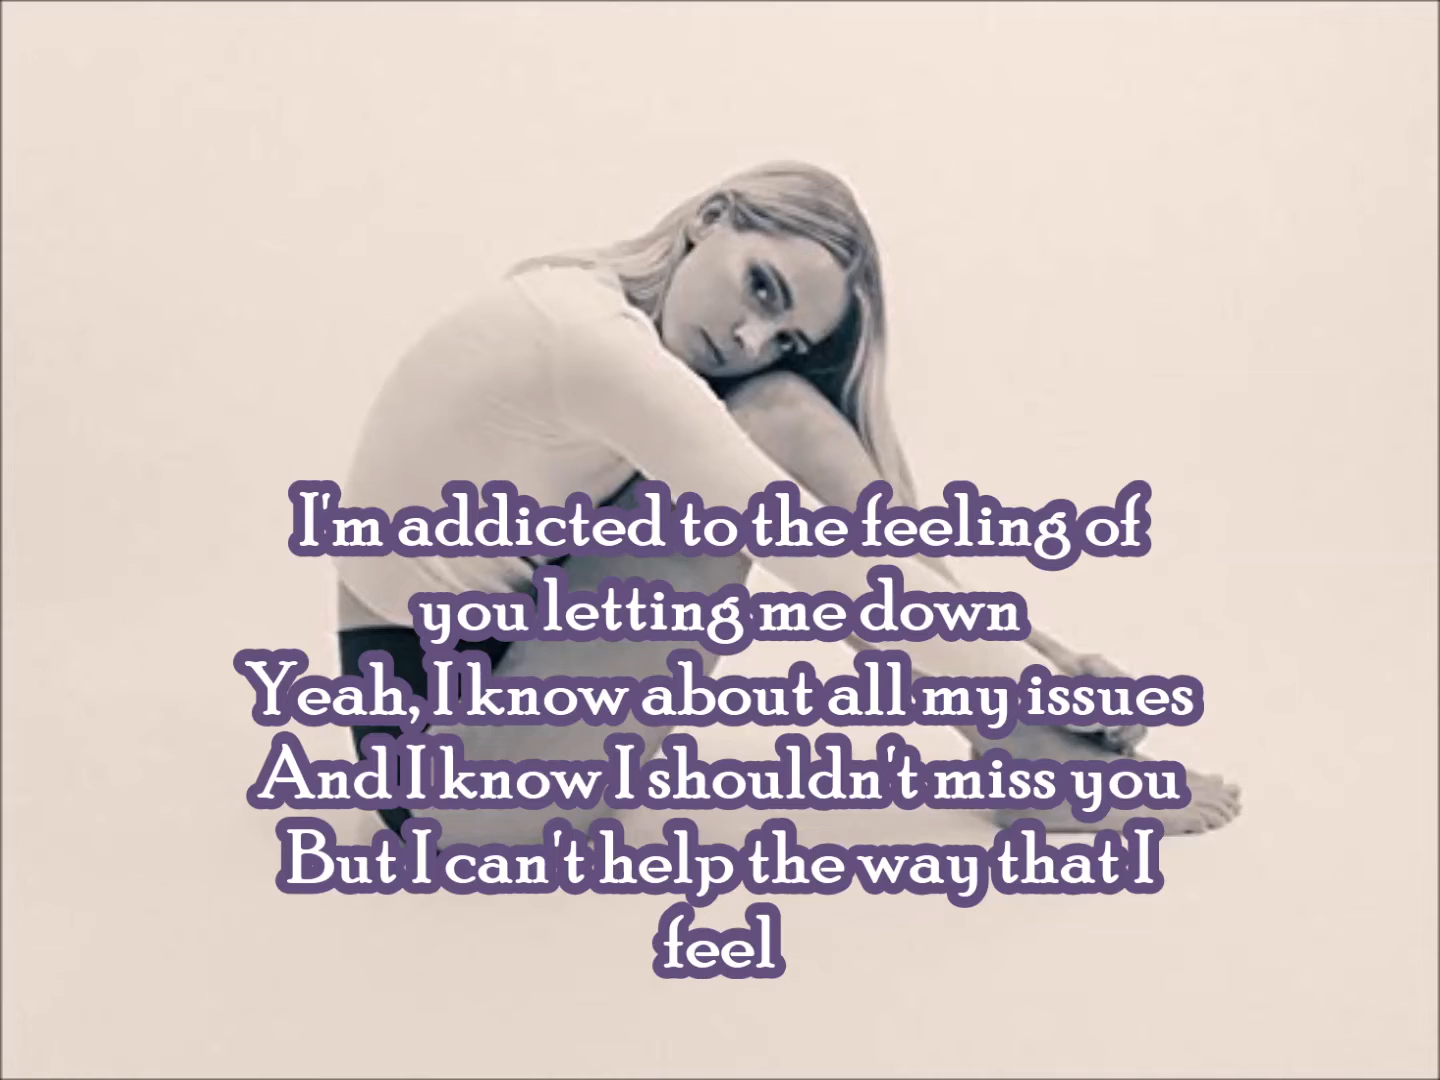 I'm addicted to the feeling of
you letting me down
Yeah, I know about all my issues
And I know I shouldn't miss you
But I can't help the way that I
feel